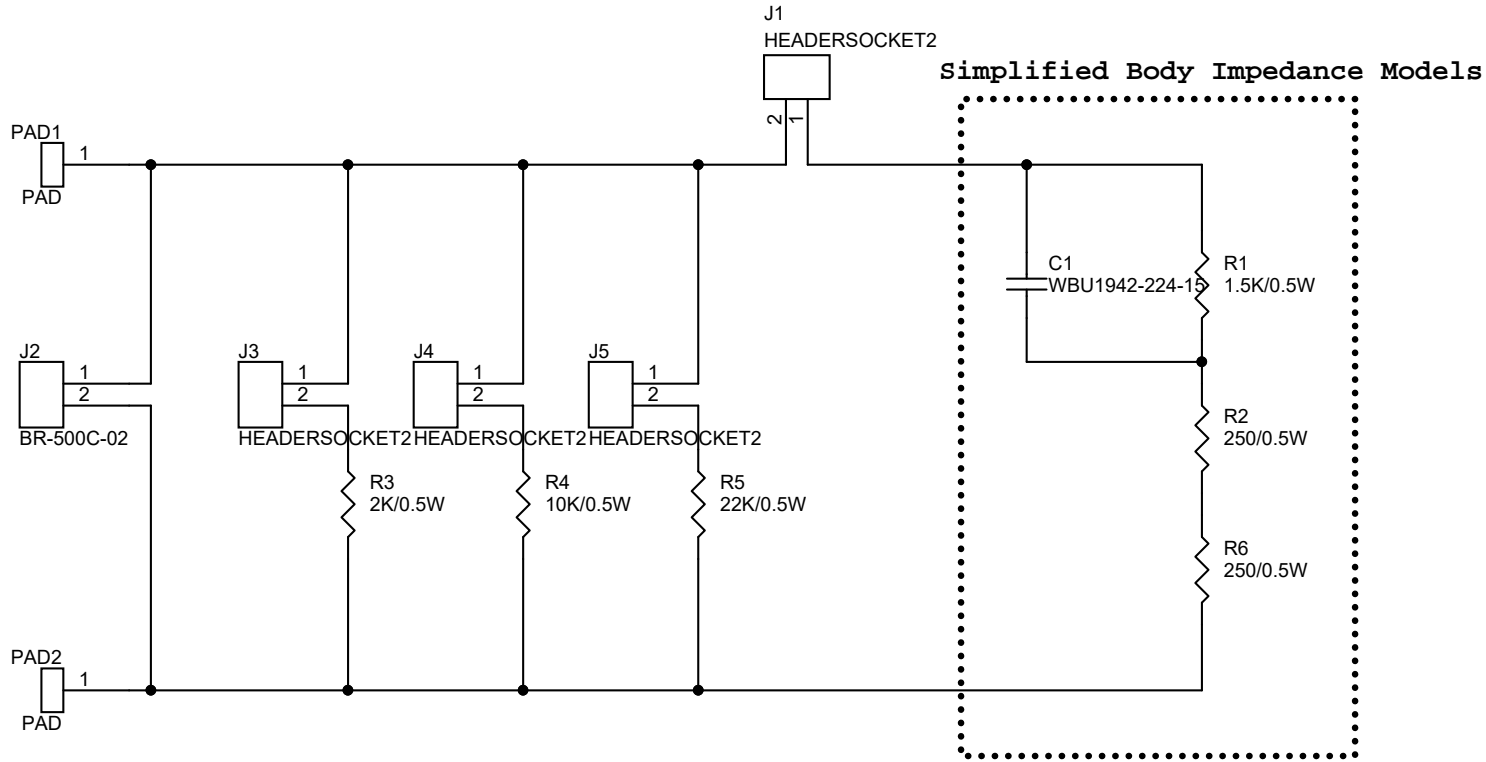 J1
HEADERSOCKET2
Simplified Body Impedance Models
2
1
PAD1
1
PAD
C1
WBU1942-224-15
R1
1.5K/0.5W
J2
1
2
BR-500C-02
J3
1
2
HEADERSOCKET2
J4
1
2
HEADERSOCKET2
J5
1
2
HEADERSOCKET2
R2
250/0.5W
R3
2K/0.5W
R4
10K/0.5W
R5
22K/0.5W
R6
250/0.5W
PAD2
1
PAD